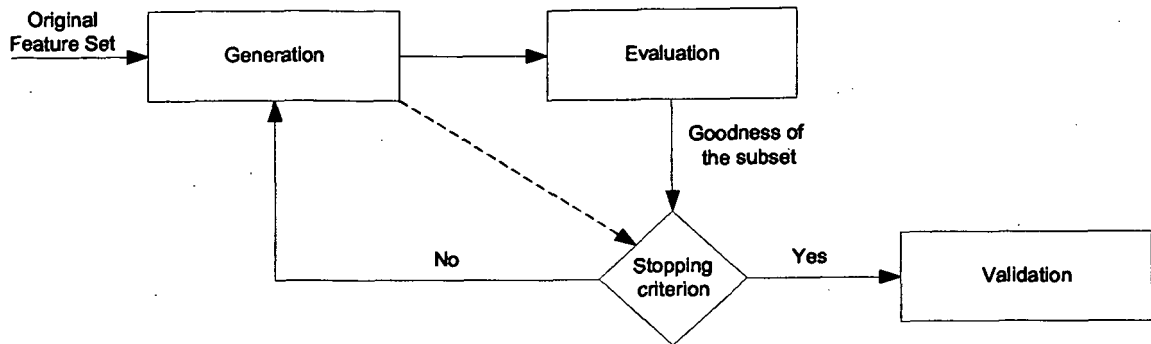 Original
Feature Set
Generation
Evaluation
Goodness of
the subset
Stopping
criterion
No
Yes
Validation